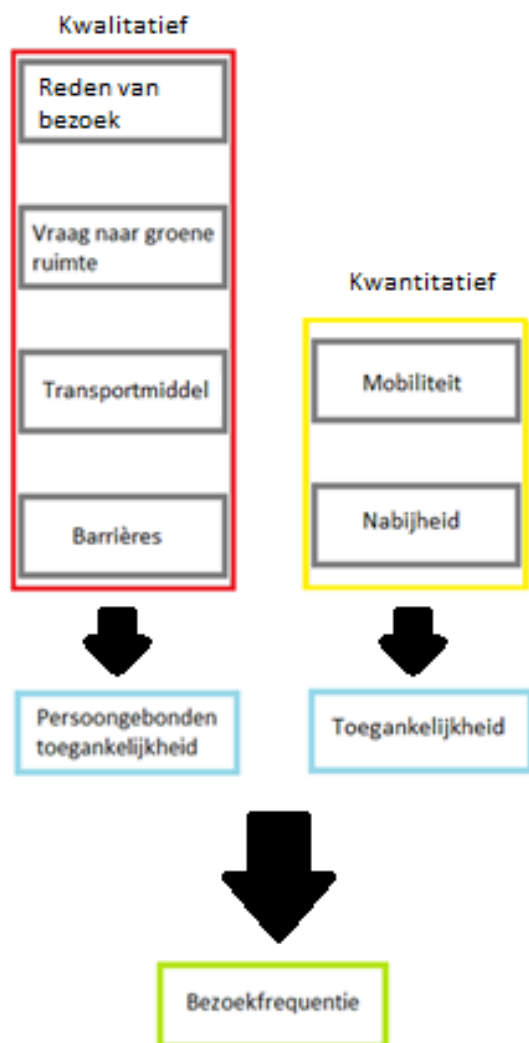 Kwalitatief
Reden van
bezoek
Vraag naar groene
ruimte
Transportmiddel
Barrières
Kwantitatief
Mobiliteit
Nabijheid
Persoongebonden
toegankelijkheid
Toegankelijkheid
Bezoekfrequentie